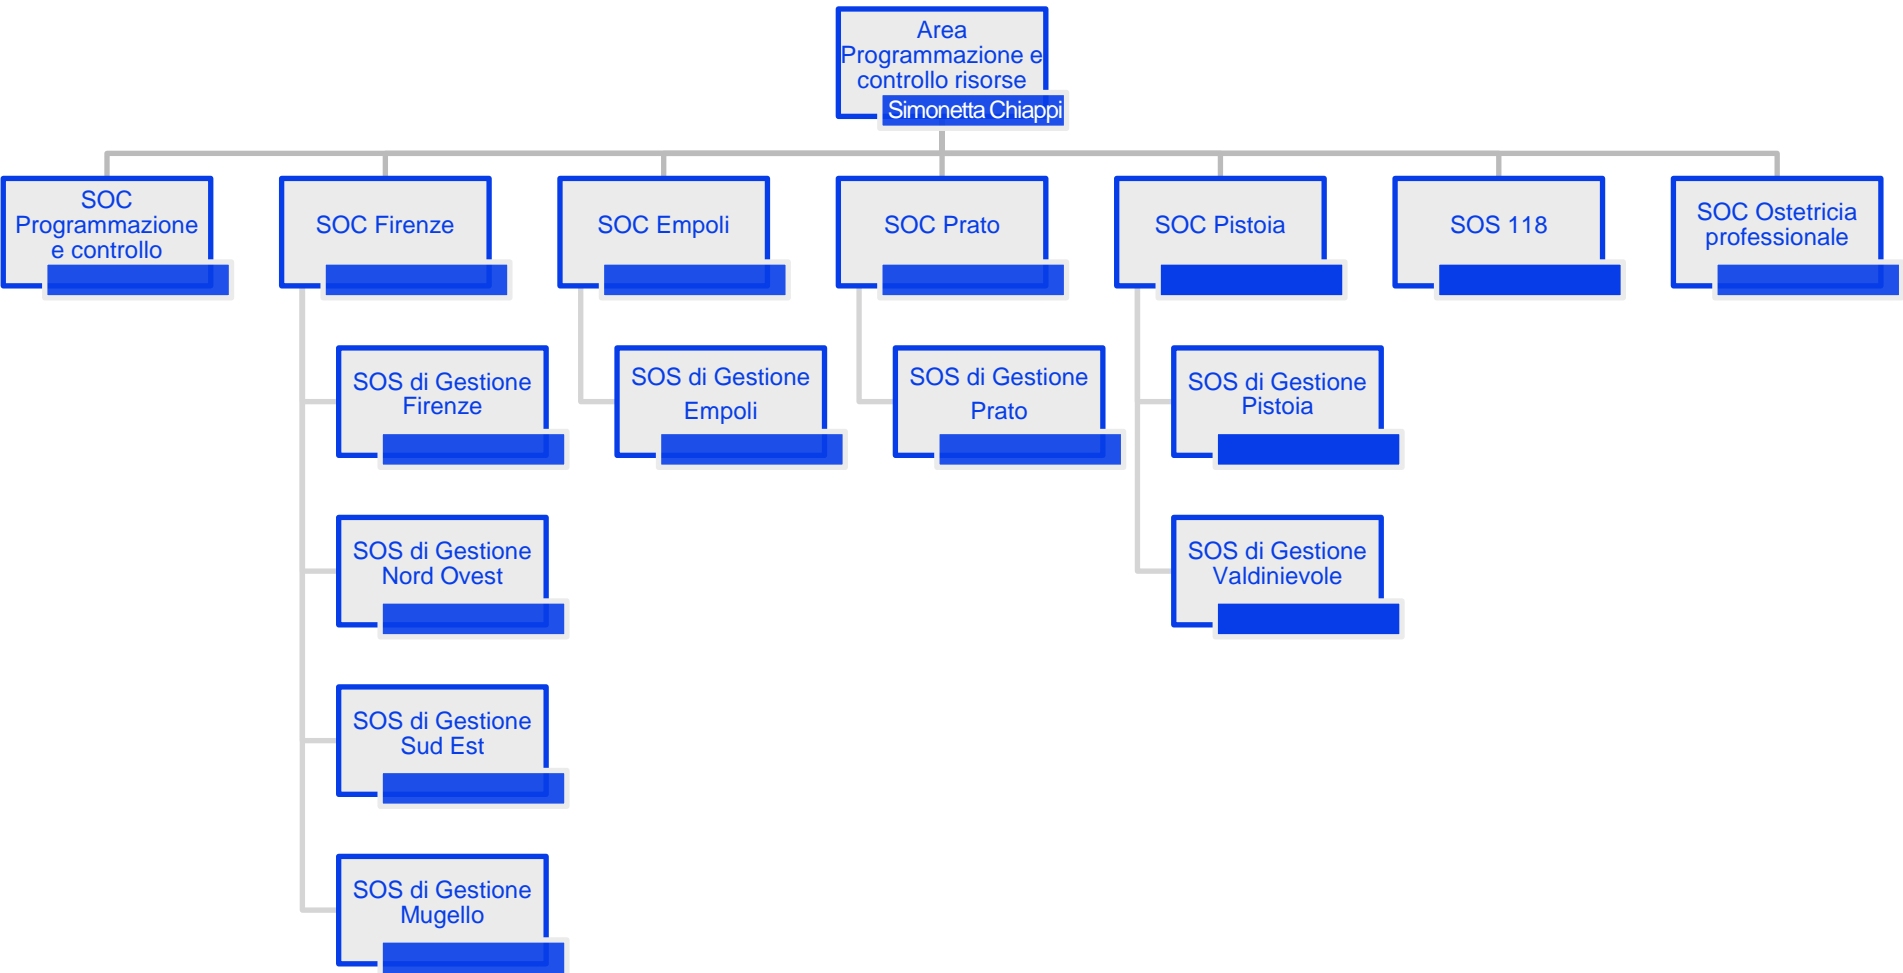 Area
Programmazione e
controllo risorse
Simonetta Chiappi
SOC
Programmazione
e controllo
SOC Firenze
SOC Empoli
SOC Prato
SOC Pistoia
SOS 118
SOC Ostetricia
professionale
SOS di Gestione
Firenze
SOS di Gestione
Empoli
SOS di Gestione
Prato
SOS di Gestione
Pistoia
SOS di Gestione
Nord Ovest
SOS di Gestione
Valdinievole
SOS di Gestione
Sud Est
SOS di Gestione
Mugello